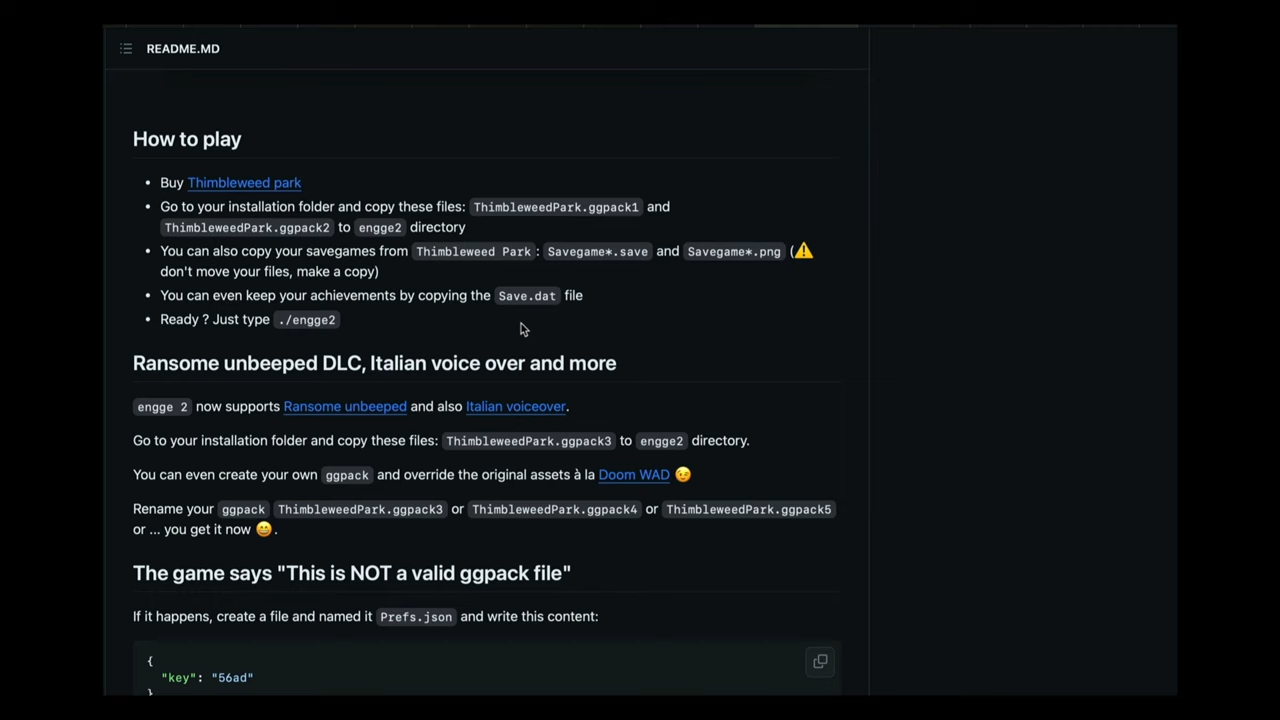 README.MD
How to play
• Buy Thimbleweed park
• Go to your installation folder and copy these files: ThimbleweedPark.ggpack1 and
ThimbleweedPark.ggpack2 to engge2 directory
• You can also copy your savegames from Thimbleweed Park: Savegame*.save and Savegame*.png (⚠️
don't move your files, make a copy)
• You can even keep your achievements by copying the Save.dat file
• Ready ? Just type ./engge2
Ransome unbeeped DLC, Italian voice over and more
engge 2 now supports Ransome unbeeped and also Italian voiceover.
Go to your installation folder and copy these files: ThimbleweedPark.ggpack3 to engge2 directory.
You can even create your own ggpack and override the original assets à la Doom WAD 😉
Rename your ggpack ThimbleweedPark.ggpack3 or ThimbleweedPark.ggpack4 or ThimbleweedPark.ggpack5
or ... you get it now 😄.
The game says "This is NOT a valid ggpack file"
If it happens, create a file and named it Prefs.json and write this content:
{
"key": "56ad"
}